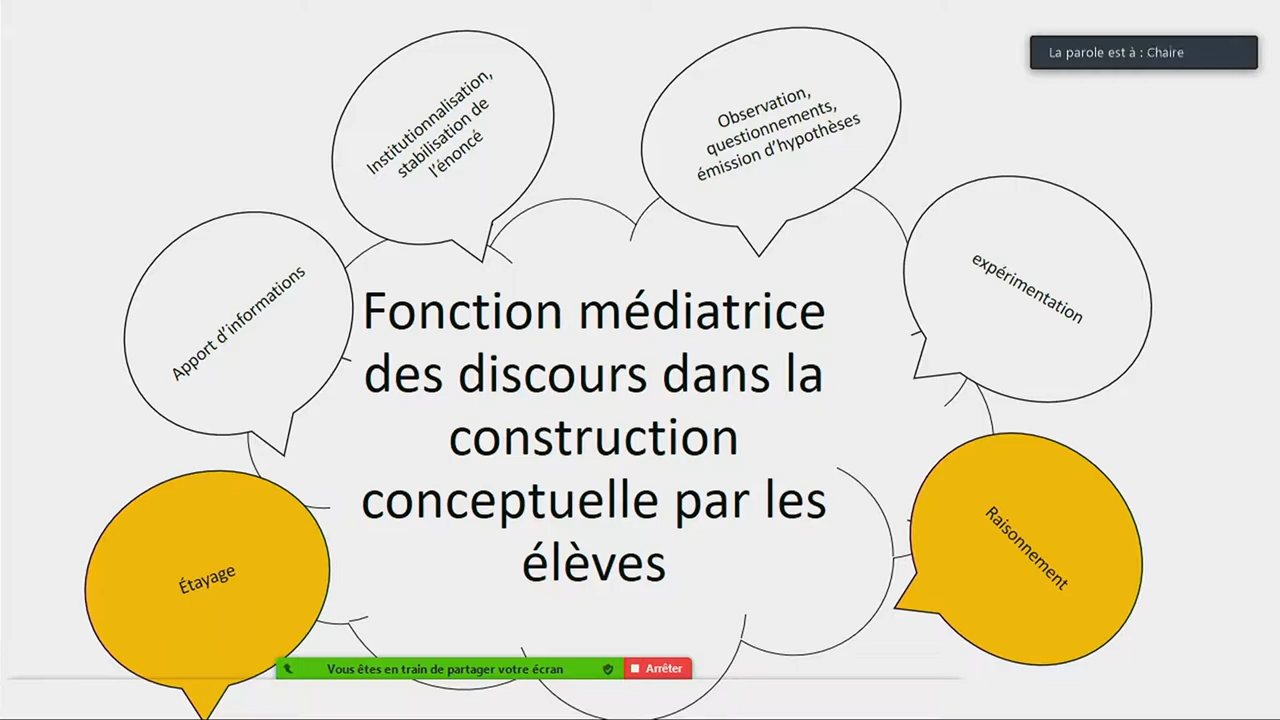 La parole est à : Chaire
Institutionnalisation,
stabilisation de
l'énoncé
Observation,
questionnements,
émission d'hypothèses
Apport d'informations
expérimentation
Fonction médiatrice
des discours dans la
construction
conceptuelle par les
élèves
Étayage
Raisonnement
Vous êtes en train de partager votre écran
Arrêter